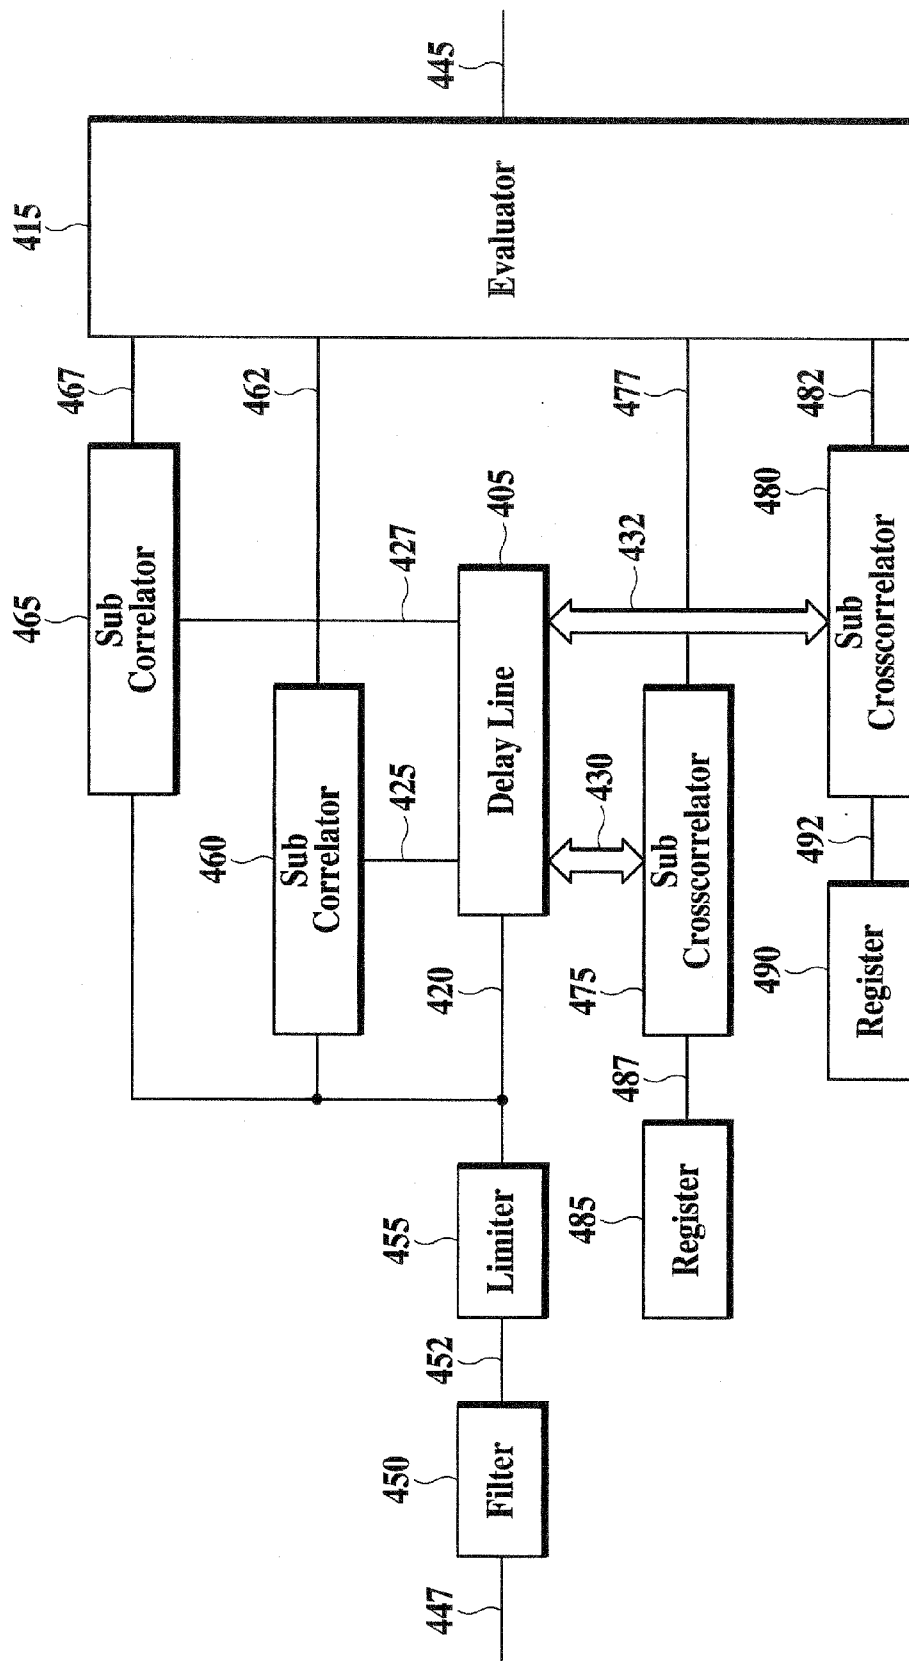 415
Evaluator
445
467
462
477
482
465
Sub
Correlator
427
405
432
480
Sub
Crosscorrelator
460
Sub
Correlator
425
Delay Line
430
Sub
Crosscorrelator
475
492
420
487
490
Register
455
Limiter
485
Register
452
450
Filter
447